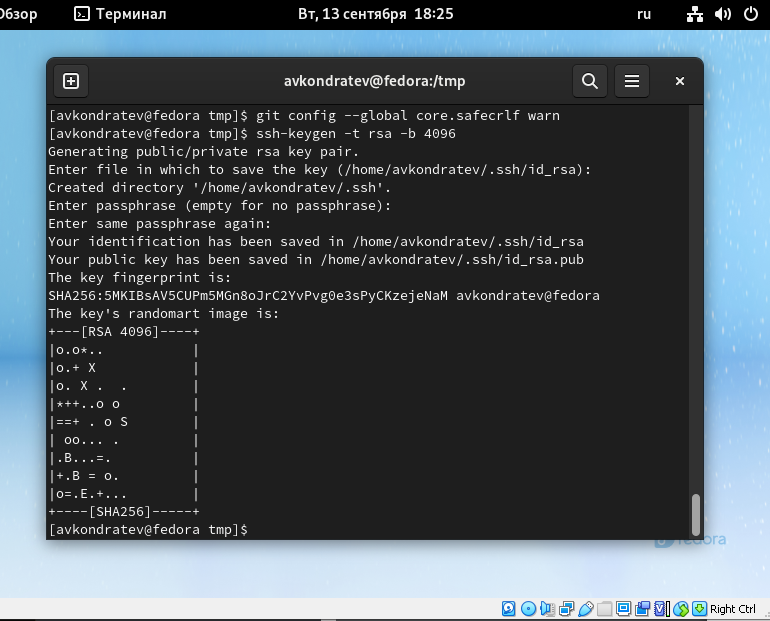 Обзор Терминал Вт, 13 сентября 18:25 ru
avkondratev@fedora:/tmp
[avkondratev@fedora tmp]$ git config --global core.safecrlf warn
[avkondratev@fedora tmp]$ ssh-keygen -t rsa -b 4096
Generating public/private rsa key pair.
Enter file in which to save the key (/home/avkondratev/.ssh/id_rsa):
Created directory '/home/avkondratev/.ssh'.
Enter passphrase (empty for no passphrase):
Enter same passphrase again:
Your identification has been saved in /home/avkondratev/.ssh/id_rsa
Your public key has been saved in /home/avkondratev/.ssh/id_rsa.pub
The key fingerprint is:
SHA256:5MKIBsAV5CUPm5MGn8oJrC2YvPvg0e3sPyCKzejeNaM avkondratev@fedora
The key's randomart image is:
+---[RSA 4096]----+
|o.o*..           |
|o.+ X            |
|o. X .  .        |
|*++..o o         |
|==+ . o S        |
| oo... .         |
|.B...=.          |
|+.B = o.         |
|o=.E.+...        |
+----[SHA256]-----+
[avkondratev@fedora tmp]$
fedora
Right Ctrl